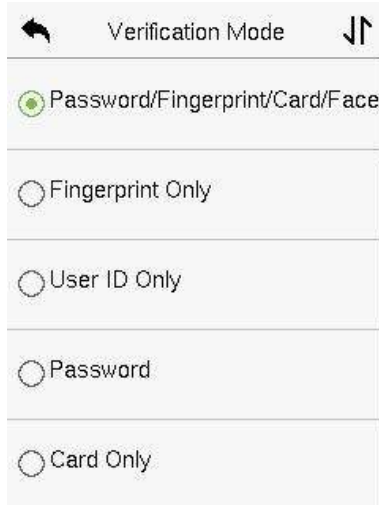 Verification Mode
Password/Fingerprint/Card/Face
Fingerprint Only
User ID Only
Password
Card Only